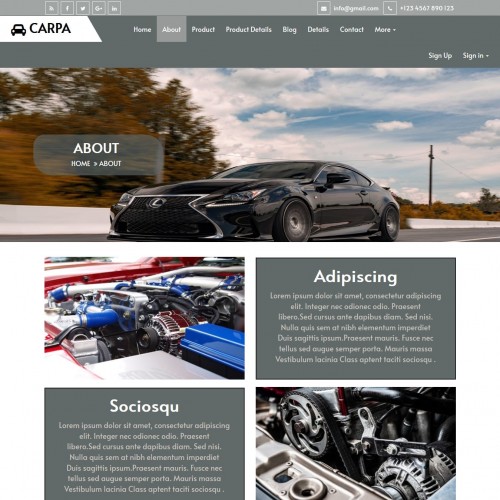 info@gmail.com +123 4567 890 123
CARPA
Home About Product Product Details Blog Details Contact More
Sign Up Sign in
ABOUT
HOME » ABOUT
Adipiscing
Lorem ipsum dolor sit amet, consectetur adipiscing
elit. Integer nec odionec odio. Praesent
libero.Sed cursus ante dapibus diam. Sed nisi.
Nulla quis sem at nibh elementum imperdiet
Duis sagittis ipsum.Praesent mauris. Fusce nec
tellus sed augue semper porta. Mauris massa
Vestibulum lacinia Class aptent taciti sociosqu .
Sociosqu
Lorem ipsum dolor sit amet, consectetur adipiscing
elit. Integer nec odionec odio. Praesent
libero.Sed cursus ante dapibus diam. Sed nisi.
Nulla quis sem at nibh elementum imperdiet
Duis sagittis ipsum.Praesent mauris. Fusce nec
tellus sed augue semper porta. Mauris massa
Vestibulum lacinia Class aptent taciti sociosqu .